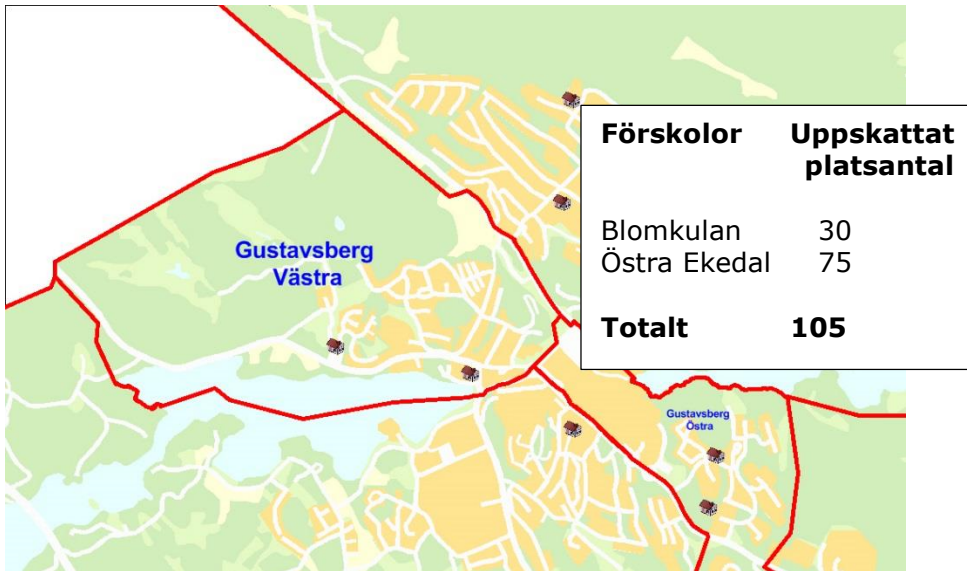 Förskolor Uppskattat
platsantal
Blomkulan 30
Östra Ekedal 75
Totalt 105
Gustavsberg
Västra
Gustavsberg
Östra